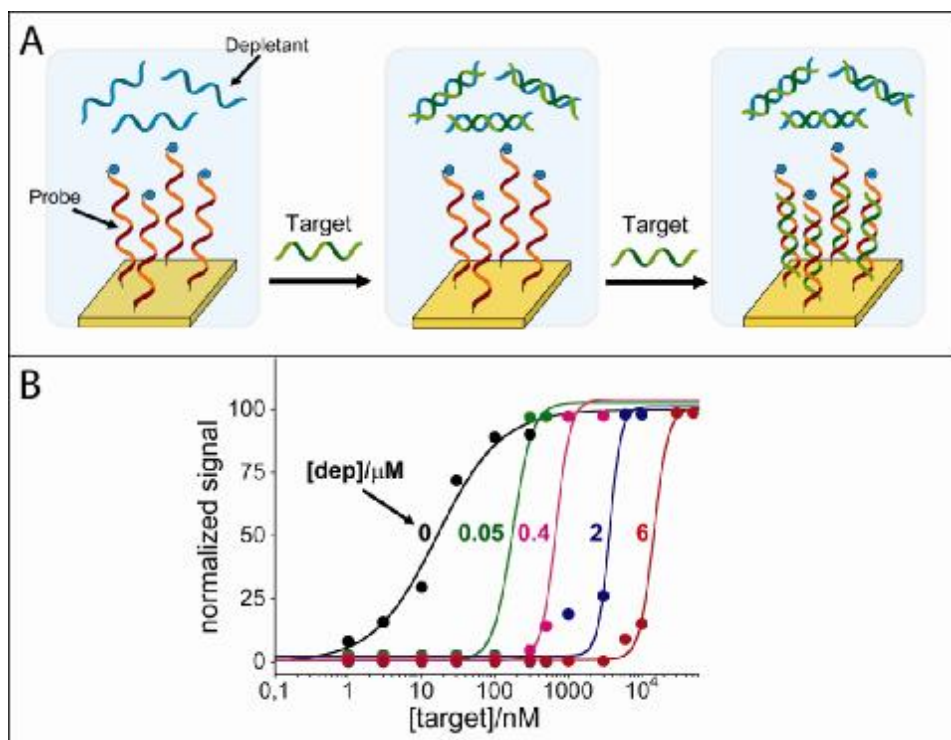 A
Depletant
Probe
Target
Target
B
normalized signal
100
75
50
25
0
[dep]/μM
0
0.05
0.4
2
6
0,1
1
10
100
1000
10⁴
[target]/nM